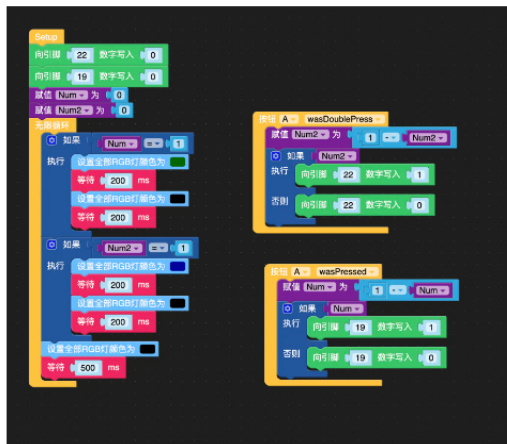 Setup
向引脚 22 数字写入 0
向引脚 19 数字写入 0
赋值 Num 为 0
赋值 Num2 为 0
无限循环
如果 Num = 1
执行 设置全部RGB灯颜色为
等待 200 ms
设置全部RGB灯颜色为
等待 200 ms
如果 Num2 = 1
执行 设置全部RGB灯颜色为
等待 200 ms
设置全部RGB灯颜色为
等待 200 ms
设置全部RGB灯颜色为
等待 500 ms
按钮 A wasDoublePress
赋值 Num2 为 1 - Num2
如果 Num2
执行 向引脚 22 数字写入 1
否则 向引脚 22 数字写入 0
按钮 A wasPressed
赋值 Num 为 1 - Num
如果 Num
执行 向引脚 19 数字写入 1
否则 向引脚 19 数字写入 0